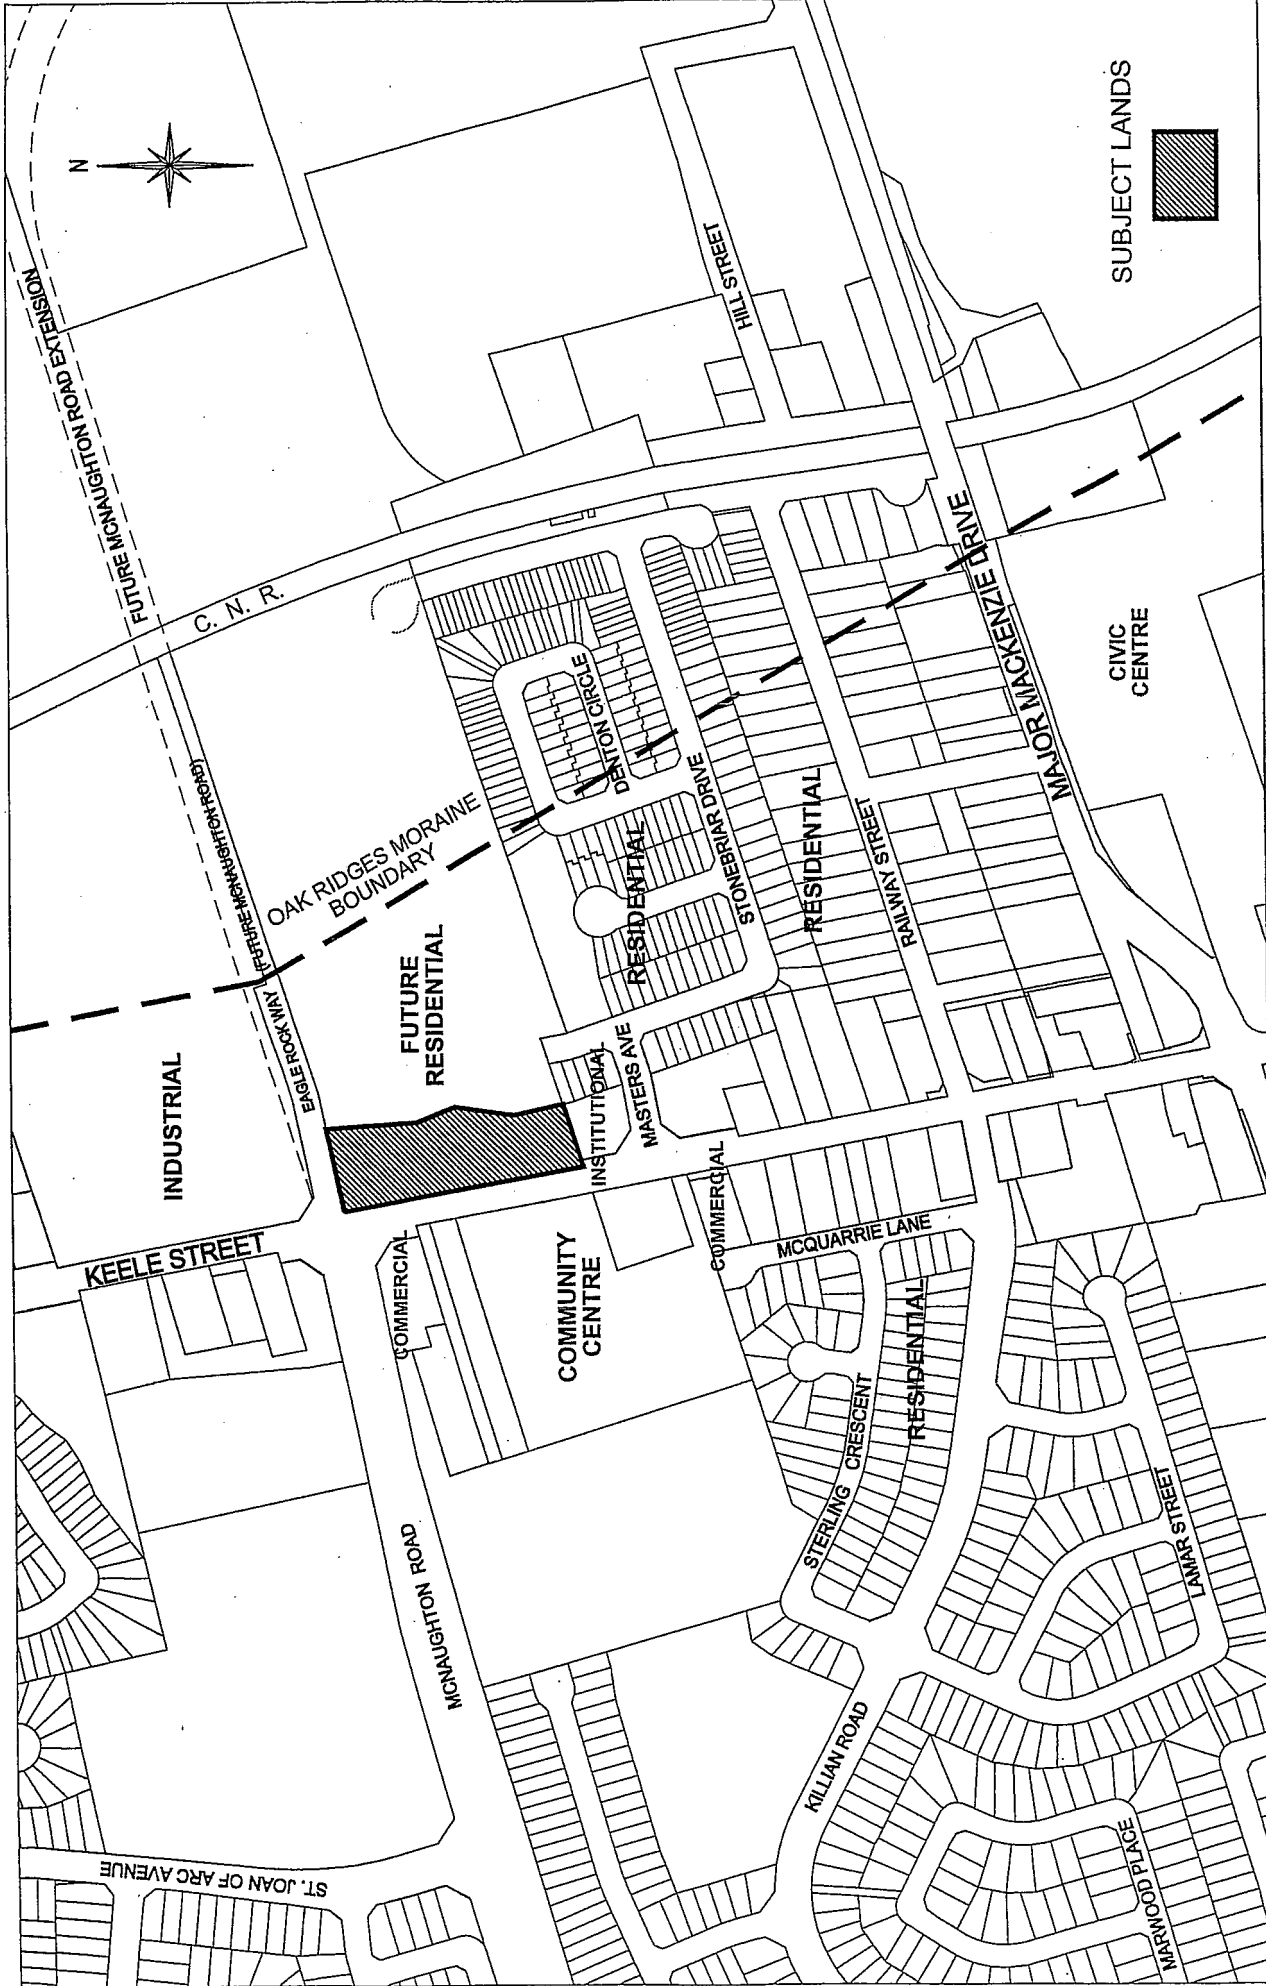 N
FUTURE MCNAUGHTON ROAD EXTENSION
C. N. R.
(FUTURE MCNAUGHTON ROAD)
EAGLE ROCK WAY
OAK RIDGES MORAINE
BOUNDARY
INDUSTRIAL
FUTURE
RESIDENTIAL
KEELE STREET
COMMERCIAL
COMMUNITY
CENTRE
INSTITUTIONAL
MASTERS AVE
COMMERCIAL
DENTON CIRCLE
RESIDENTIAL
STONEBRIAR DRIVE
RESIDENTIAL
RAILWAY STREET
HILL STREET
MAJOR MACKENZIE DRIVE
CIVIC
CENTRE
MCQUARRIE LANE
RESIDENTIAL
STERLING CRESCENT
MCNAUGHTON ROAD
ST. JOAN OF ARC AVENUE
KILLIAN ROAD
LAMAR STREET
MARWOOD PLACE
SUBJECT LANDS